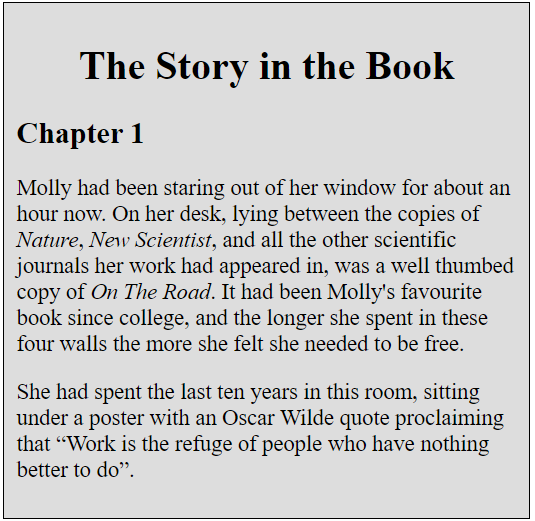 The Story in the Book
Chapter 1
Molly had been staring out of her window for about an
hour now. On her desk, lying between the copies of
Nature, New Scientist, and all the other scientific
journals her work had appeared in, was a well thumbed
copy of On The Road. It had been Molly's favourite
book since college, and the longer she spent in these
four walls the more she felt she needed to be free.
She had spent the last ten years in this room, sitting
under a poster with an Oscar Wilde quote proclaiming
that “Work is the refuge of people who have nothing
better to do”.